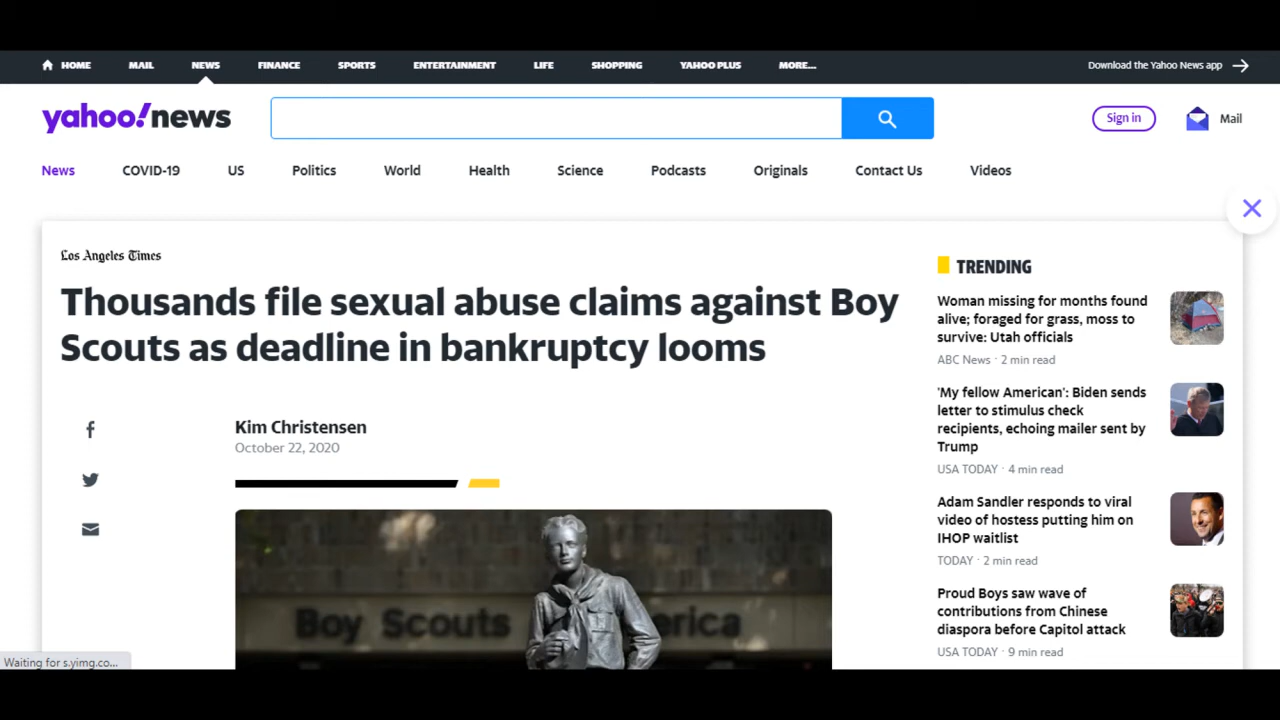 HOME MAIL NEWS FINANCE SPORTS ENTERTAINMENT LIFE SHOPPING YAHOO PLUS MORE... Download the Yahoo News app
yahoo!news
Sign in
Mail
News COVID-19 US Politics World Health Science Podcasts Originals Contact Us Videos
Los Angeles Times
Thousands file sexual abuse claims against Boy
Scouts as deadline in bankruptcy looms
Kim Christensen
October 22, 2020
Boy Scouts erica
TRENDING
Woman missing for months found
alive; foraged for grass, moss to
survive: Utah officials
ABC News · 2 min read
'My fellow American': Biden sends
letter to stimulus check
recipients, echoing mailer sent by
Trump
USA TODAY · 4 min read
Adam Sandler responds to viral
video of hostess putting him on
IHOP waitlist
TODAY · 2 min read
Proud Boys saw wave of
contributions from Chinese
diaspora before Capitol attack
USA TODAY · 9 min read
Waiting for s.yimg.co...